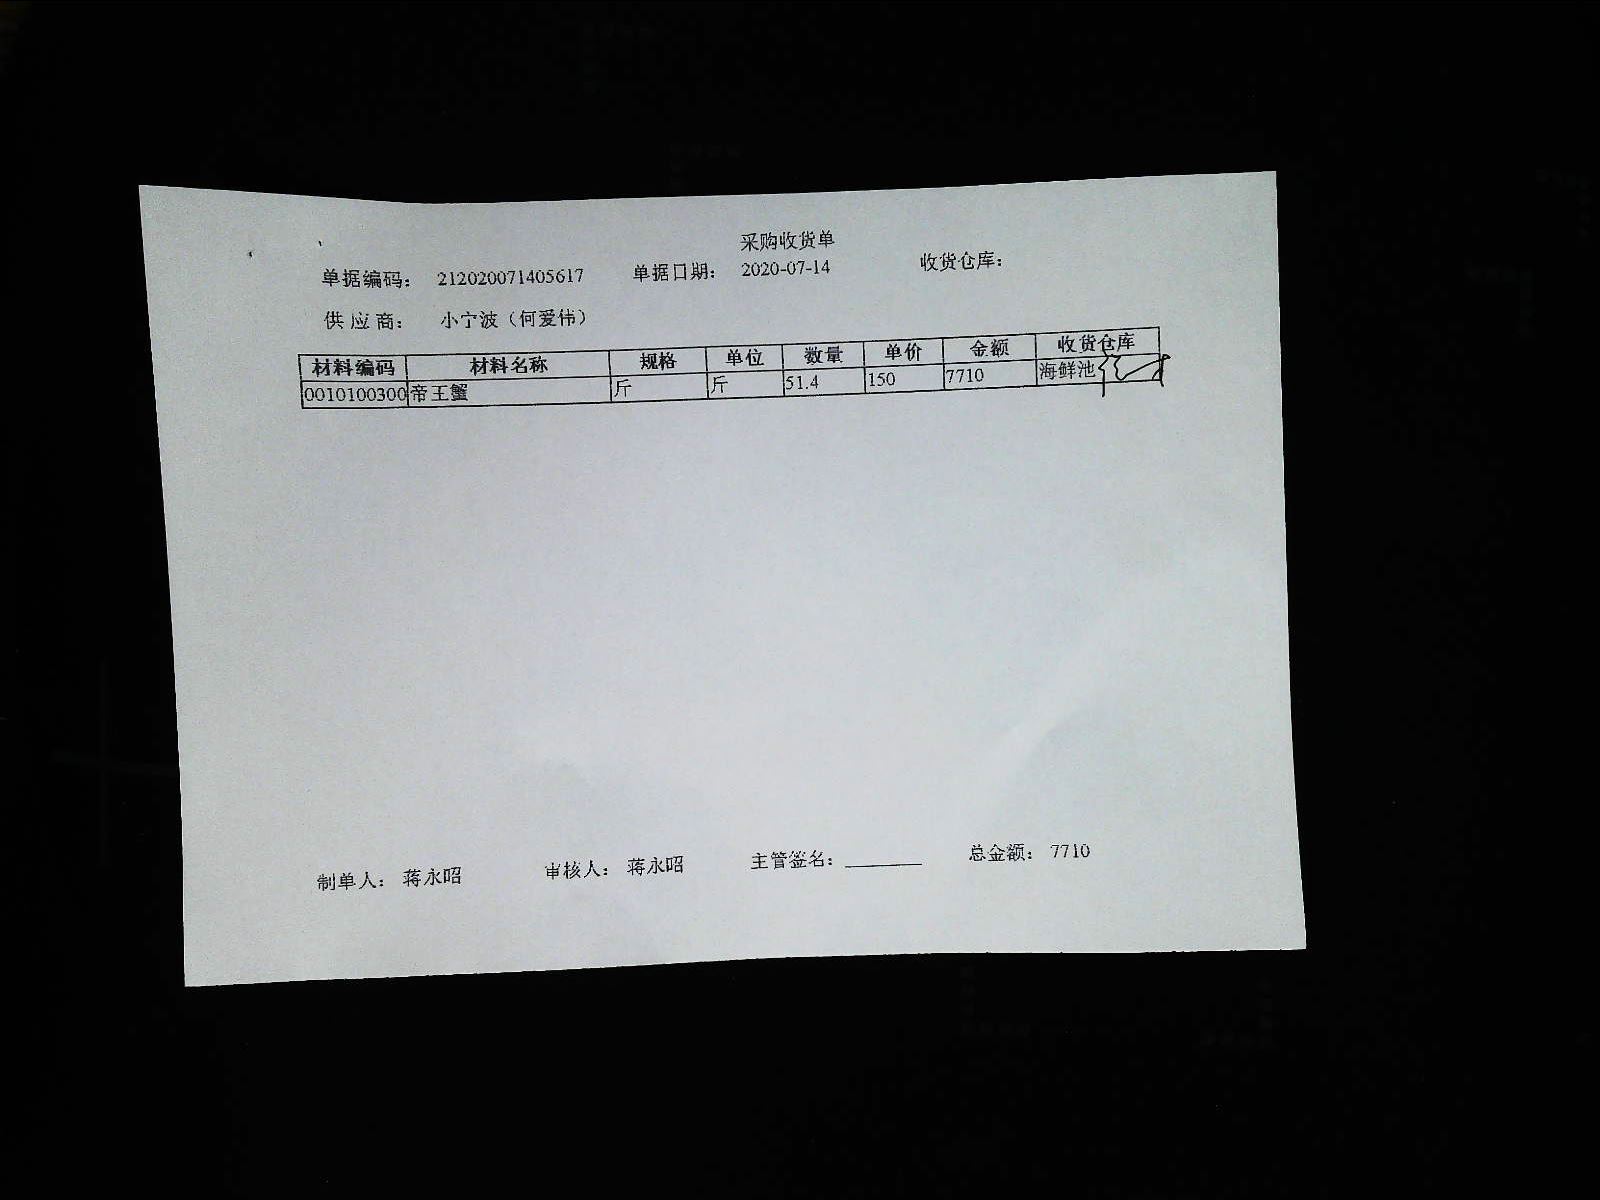 采购收货单
单据编码： 212020071405617 单据日期： 2020-07-14 收货仓库：
供应商： 小宁波（何爱伟）
材料编码 材料名称 规格 单位 数量 单价 金额 收货仓库
0010100300 帝王蟹 斤 斤 51.4 150 7710 海鲜池
制单人： 蒋永昭 审核人： 蒋永昭 主管签名：________ 总金额： 7710